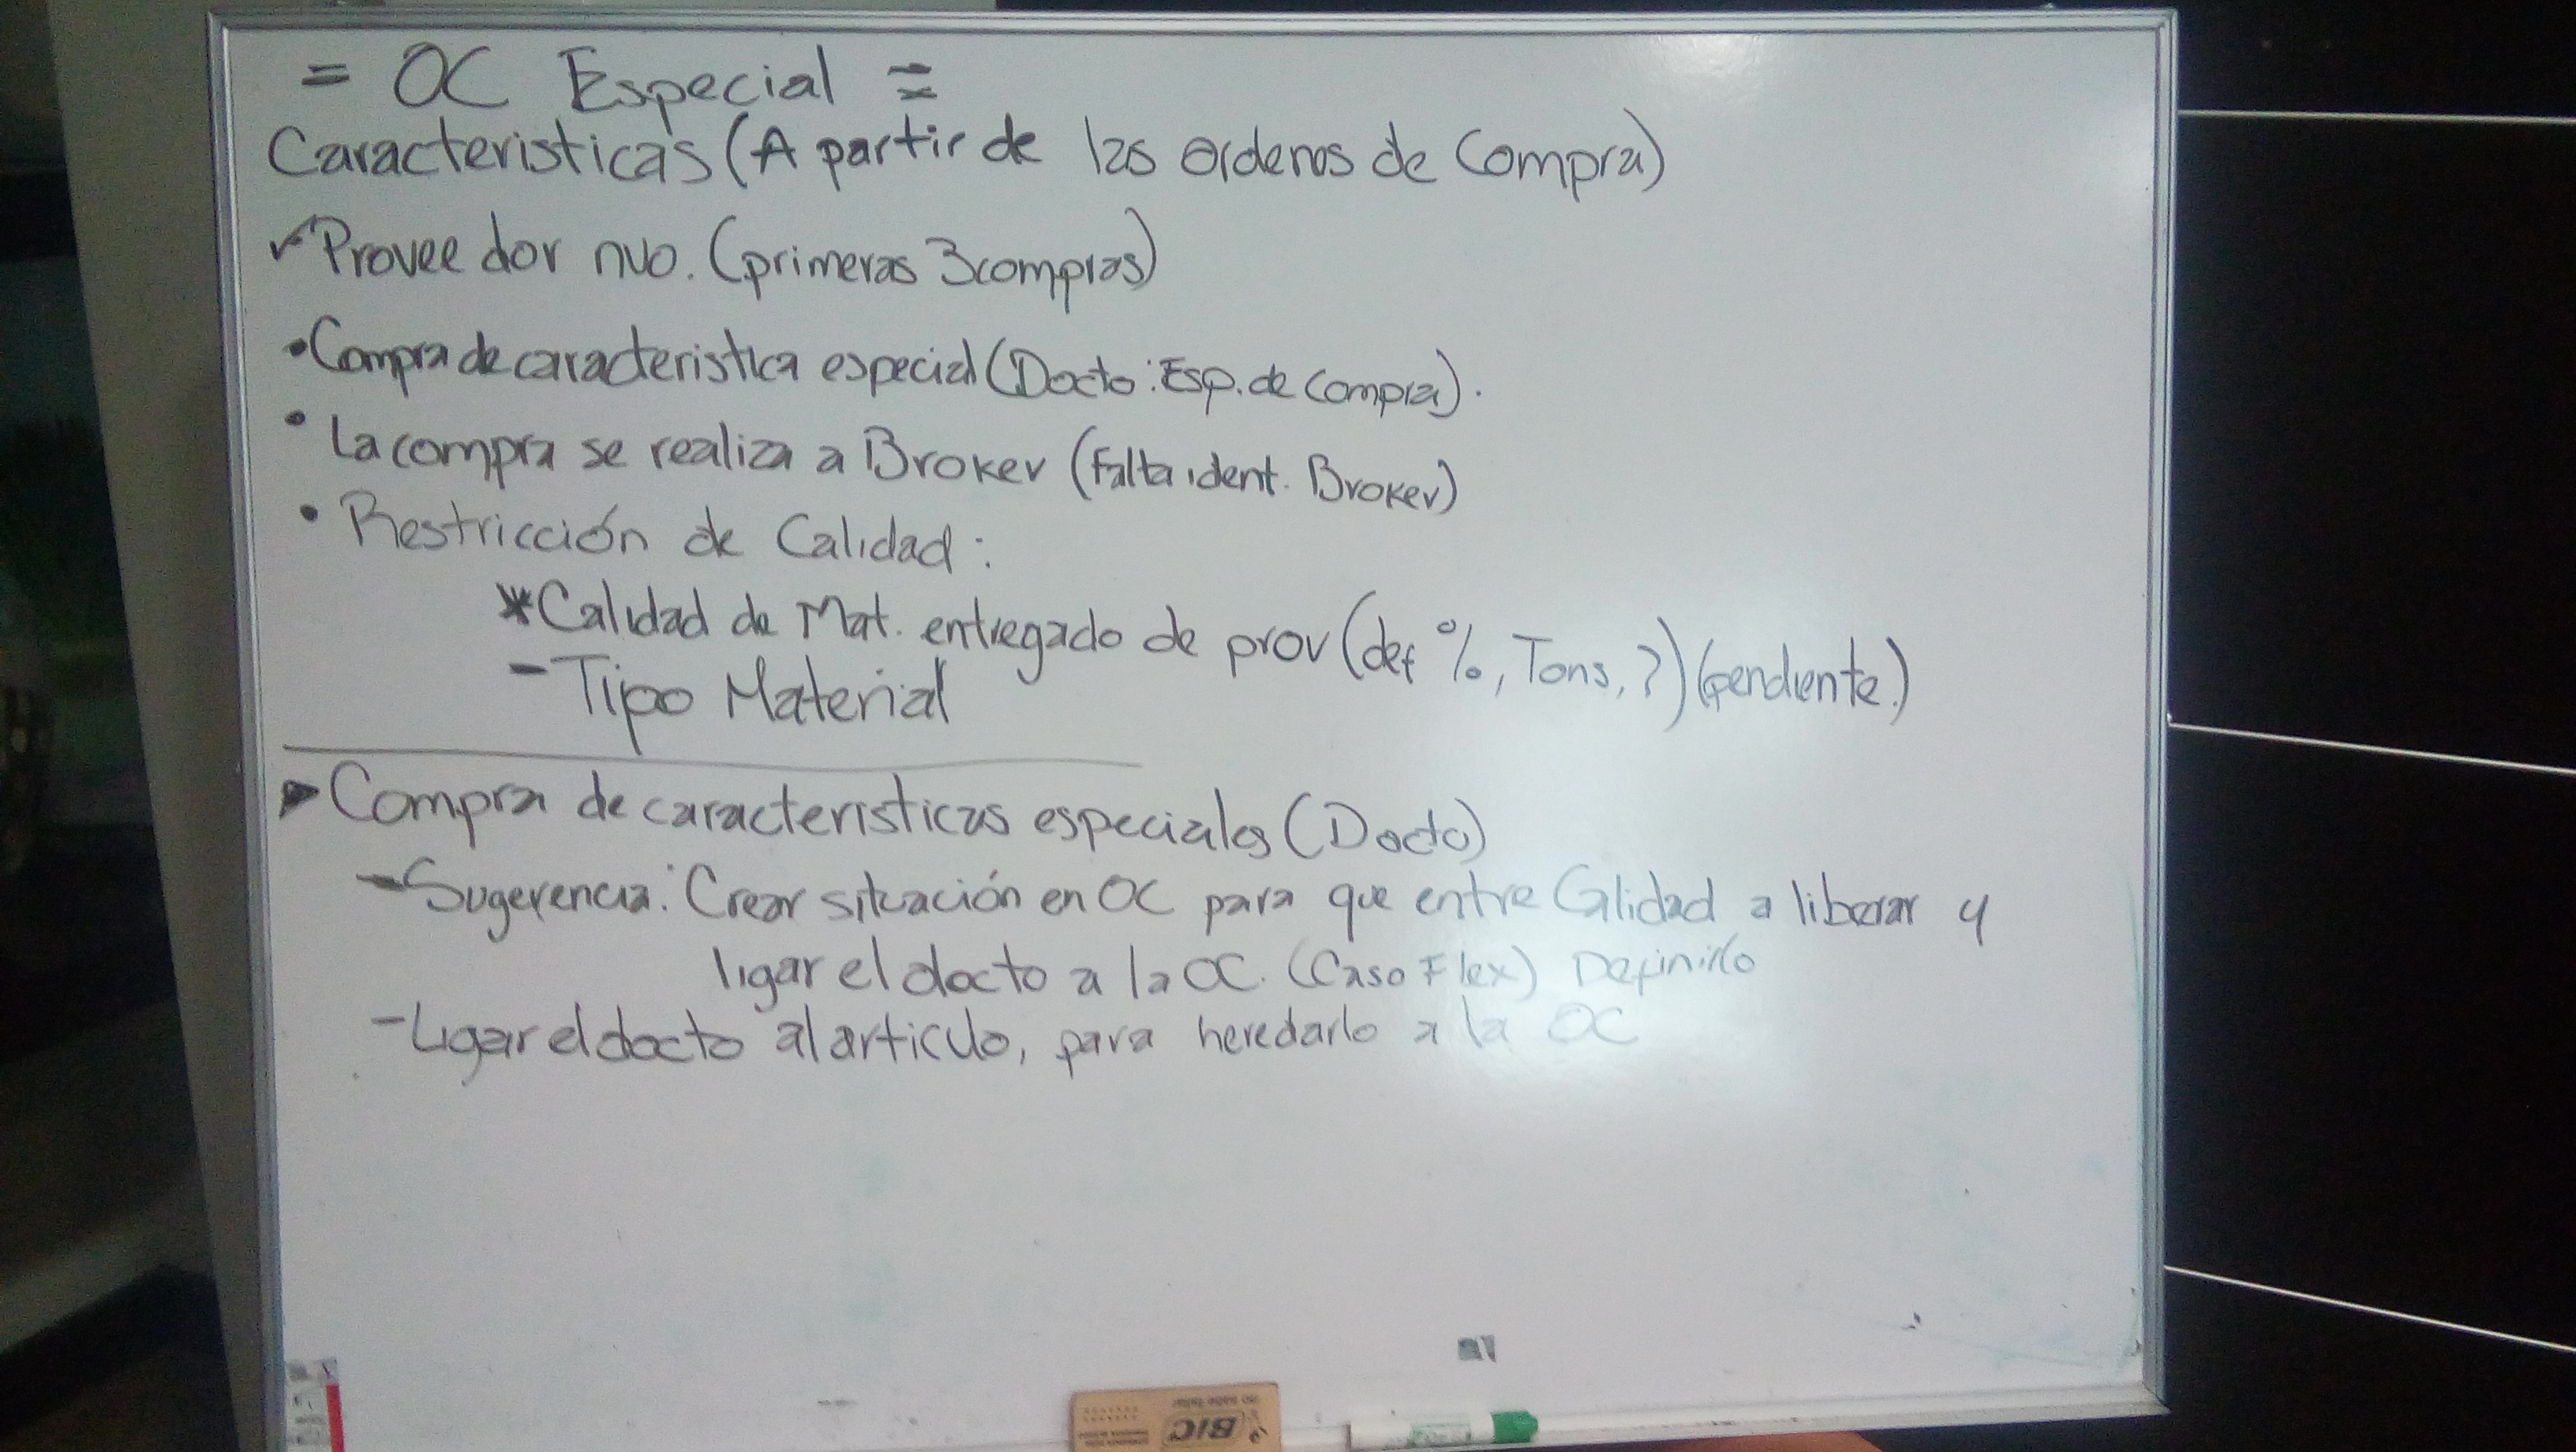 = OC Especial =
Caracteristicas (A partir de las ordenes de Compra)
✓ Proveedor nvo. (primeras 3 compras)
• Compra de caracteristica especial (Docto: Esp. de Compra).
• La compra se realiza a Broker (Falta ident. Broker)
• Restricción de Calidad:
* Calidad de Mat. entregado de prov (def %, Tons, ?) (pendiente.)
- Tipo Material
▶ Compra de caracteristicas especiales (Docto)
- Sugerencia: Crear situación en OC para que entre Calidad a liberar y
ligar el docto a la OC. (Caso Flex) Definirlo
- Ligar el docto al articulo, para heredarlo a la OC
BIC